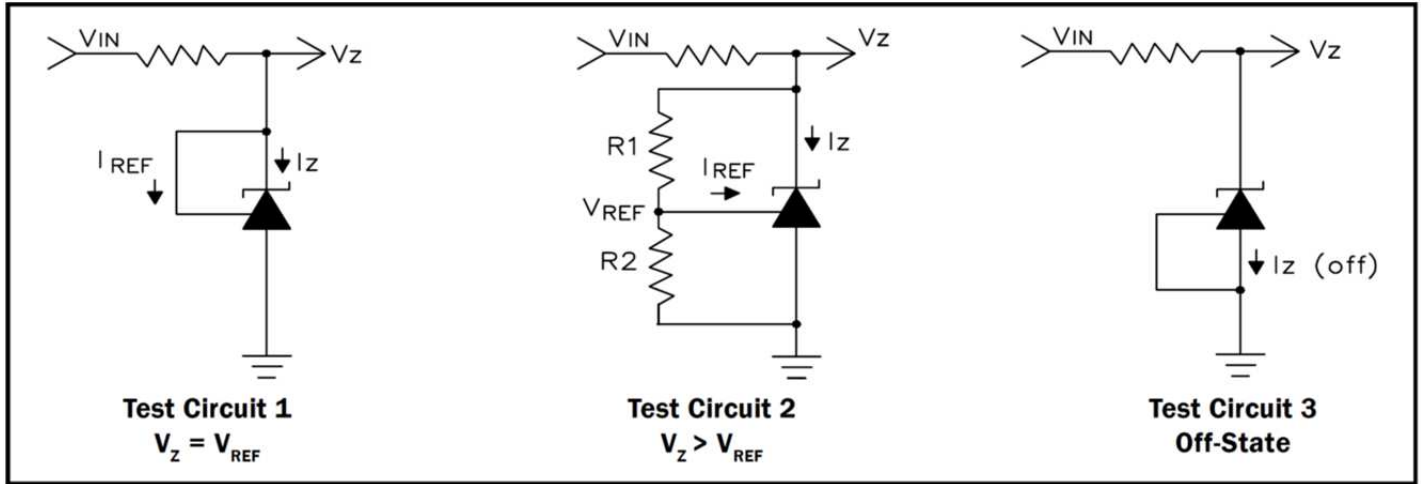 VIN
VZ
IREF
IZ
Test Circuit 1
VZ = VREF
VIN
VZ
R1
IZ
IREF
VREF
R2
Test Circuit 2
VZ > VREF
VIN
VZ
IZ (off)
Test Circuit 3
Off-State